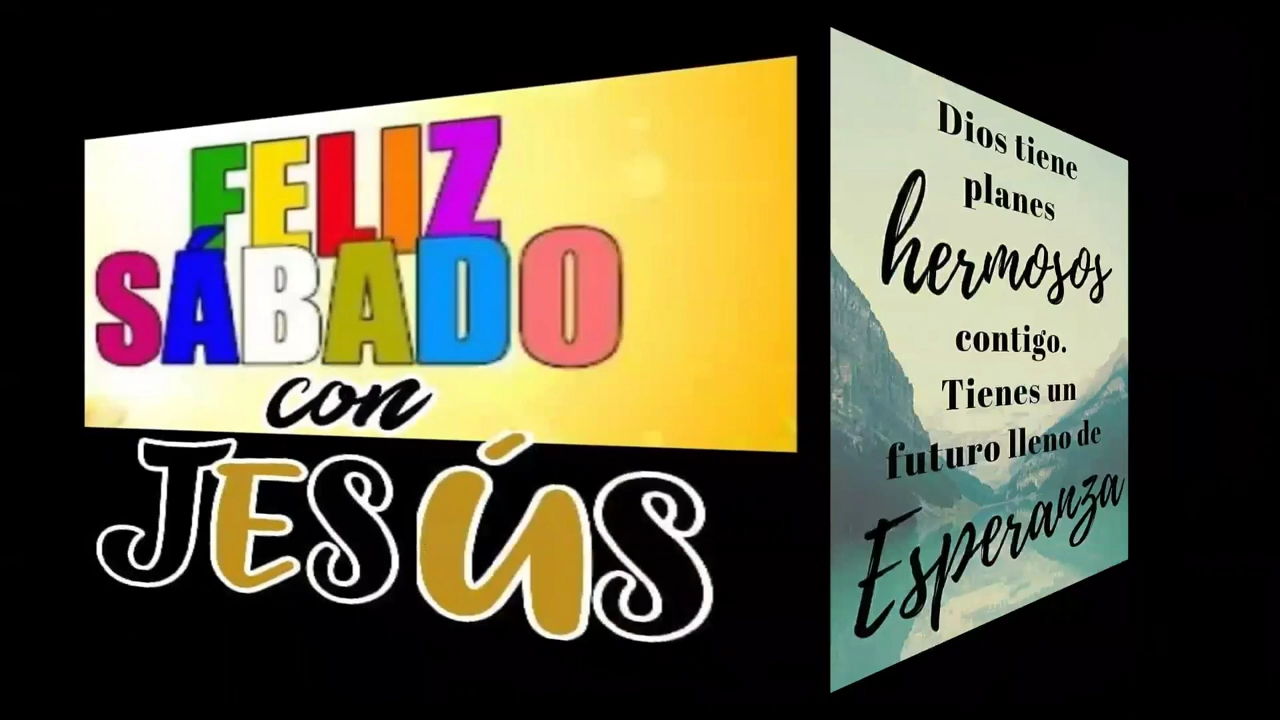 FELIZ
SÁBADO
con
JESÚS
Dios tiene
planes
hermosos
contigo.
Tienes un
futuro lleno de
Esperanza